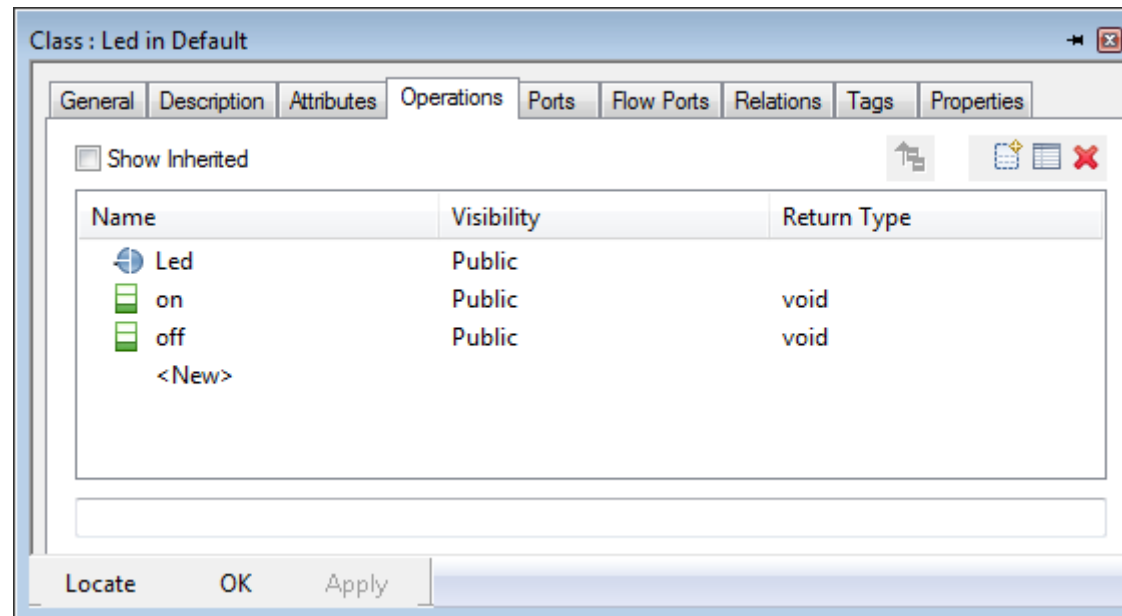 Class : Led in Default
General Description Attributes Operations Ports Flow Ports Relations Tags Properties
Show Inherited
Name Visibility Return Type
Led Public
on Public void
off Public void
<New>
Locate OK Apply